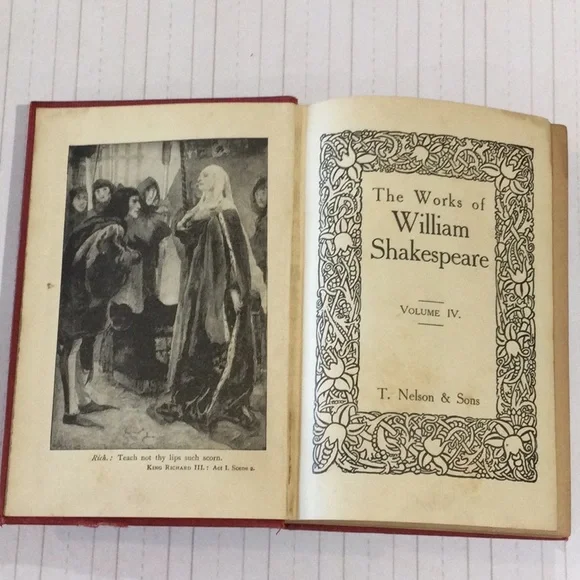 Rich.: Teach not thy lips such scorn.
KING RICHARD III.: Act I. Scene 2.
The Works of
William
Shakespeare
VOLUME IV.
T. Nelson & Sons